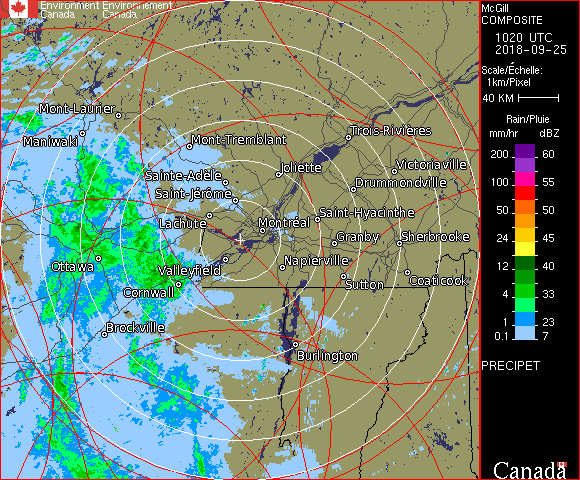 Environment Environnement
Canada Canada
Mont-Laurier
Maniwaki
Mont-Tremblant
Trois-Rivières
Joliette
Victoriaville
Sainte-Adèle
Drummondville
Saint-Jérôme
Lachute
Saint-Hyacinthe
Montréal
Granby
Sherbrooke
Ottawa
Valleyfield
Napierville
Cornwall
Sutton
Coaticook
Brockville
Burlington
McGill
COMPOSITE
1020 UTC
2018-09-25
Scale/Échelle:
1km/Pixel
40 KM
Rain/Pluie
mm/hr dBZ
200 60
100 55
50 50
24 45
12 40
4 33
1 23
0.1 7
PRECIPET
Canada